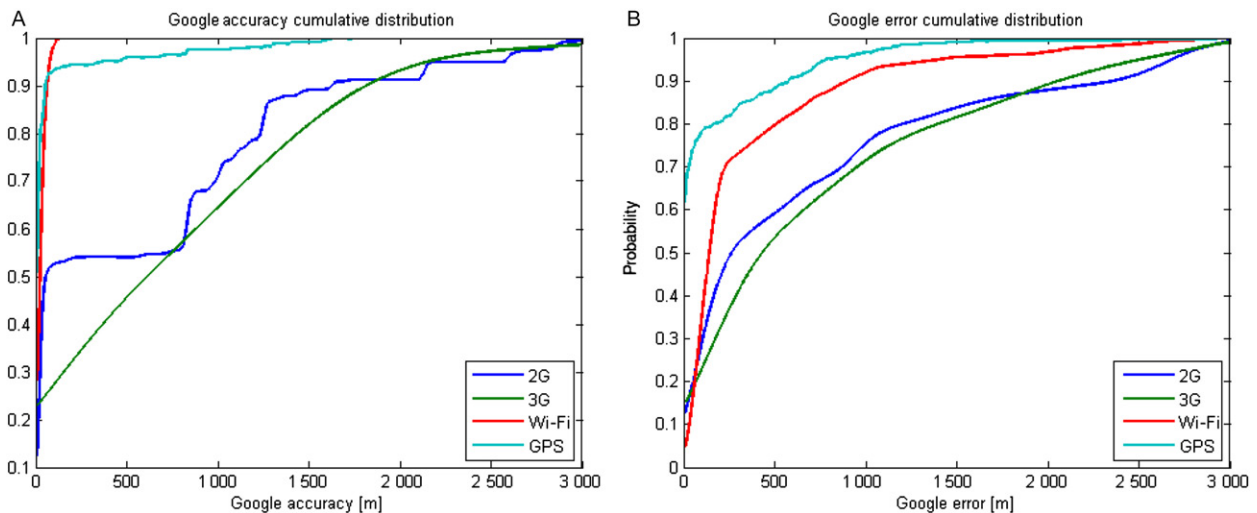 A
Google accuracy cumulative distribution
1
0.9
0.8
0.7
0.6
0.5
0.4
0.3
0.2
0.1
0
500
1 000
1 500
2 000
2 500
3 000
Google accuracy [m]
2G
3G
Wi-Fi
GPS
B
Google error cumulative distribution
Probability
1
0.9
0.8
0.7
0.6
0.5
0.4
0.3
0.2
0.1
0
0
500
1 000
1 500
2 000
2 500
3 000
Google error [m]
2G
3G
Wi-Fi
GPS